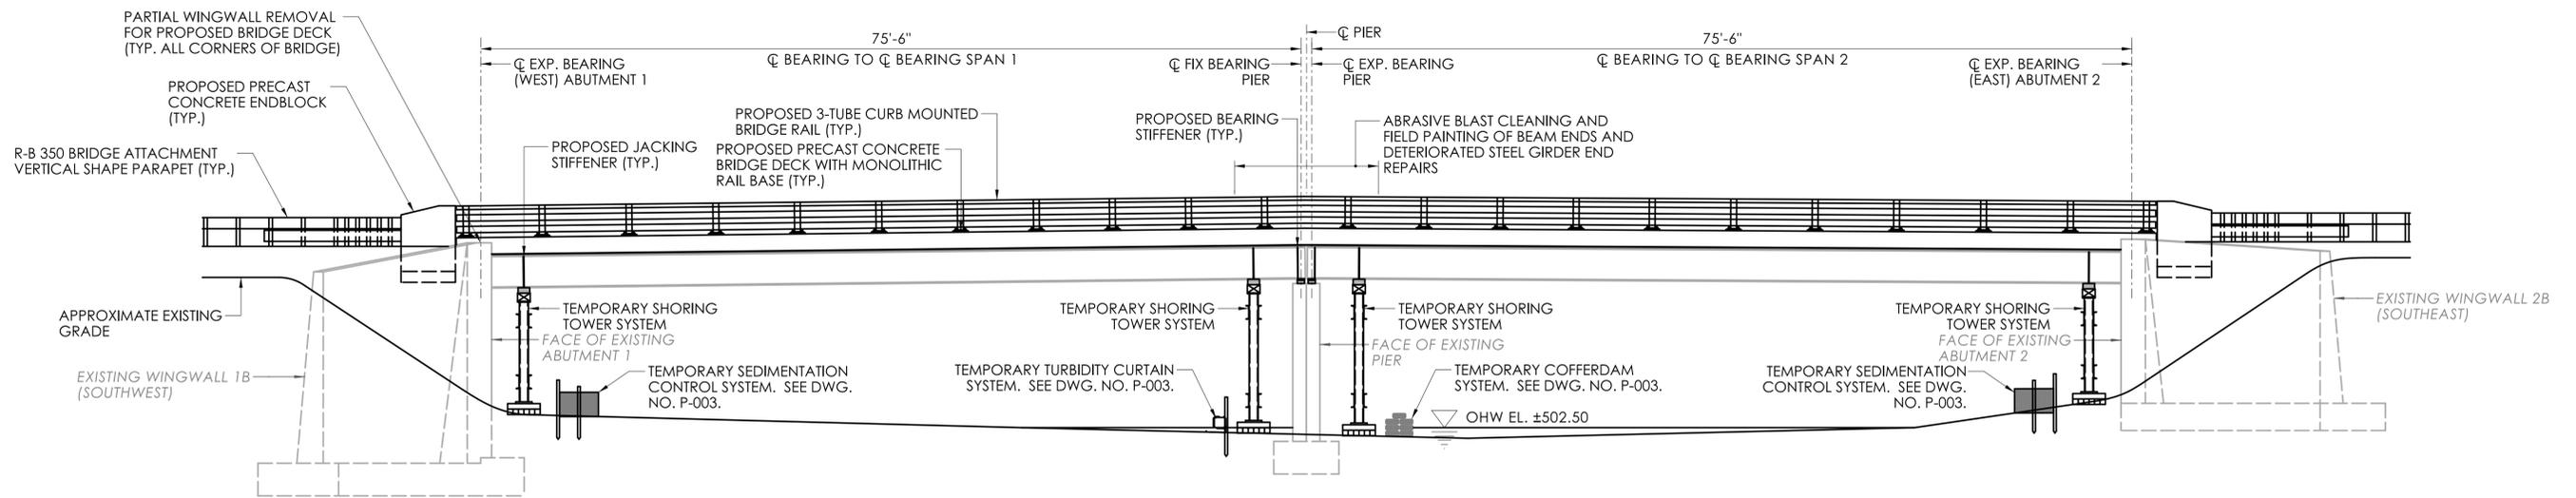 PARTIAL WINGWALL REMOVAL
FOR PROPOSED BRIDGE DECK
(TYP. ALL CORNERS OF BRIDGE)
PROPOSED PRECAST
CONCRETE ENDBLOCK
(TYP.)
R-B 350 BRIDGE ATTACHMENT
VERTICAL SHAPE PARAPET (TYP.)
75'-6"
℄ BEARING TO ℄ BEARING SPAN 1
℄ EXP. BEARING
(WEST) ABUTMENT 1
℄ FIX BEARING
PIER
℄ PIER
℄ EXP. BEARING
PIER
75'-6"
℄ BEARING TO ℄ BEARING SPAN 2
℄ EXP. BEARING
(EAST) ABUTMENT 2
PROPOSED JACKING
STIFFENER (TYP.)
PROPOSED 3-TUBE CURB MOUNTED
BRIDGE RAIL (TYP.)
PROPOSED PRECAST CONCRETE
BRIDGE DECK WITH MONOLITHIC
RAIL BASE (TYP.)
PROPOSED BEARING
STIFFENER (TYP.)
ABRASIVE BLAST CLEANING AND
FIELD PAINTING OF BEAM ENDS AND
DETERIORATED STEEL GIRDER END
REPAIRS
APPROXIMATE EXISTING
GRADE
EXISTING WINGWALL 1B
(SOUTHWEST)
TEMPORARY SHORING
TOWER SYSTEM
FACE OF EXISTING
ABUTMENT 1
TEMPORARY SEDIMENTATION
CONTROL SYSTEM. SEE DWG.
NO. P-003.
TEMPORARY SHORING
TOWER SYSTEM
TEMPORARY TURBIDITY CURTAIN
SYSTEM. SEE DWG. NO. P-003.
TEMPORARY SHORING
TOWER SYSTEM
FACE OF EXISTING
PIER
TEMPORARY COFFERDAM
SYSTEM. SEE DWG. NO. P-003.
OHW EL. ±502.50
TEMPORARY SHORING
TOWER SYSTEM
FACE OF EXISTING
ABUTMENT 2
TEMPORARY SEDIMENTATION
CONTROL SYSTEM. SEE DWG.
NO. P-003.
EXISTING WINGWALL 2B
(SOUTHEAST)